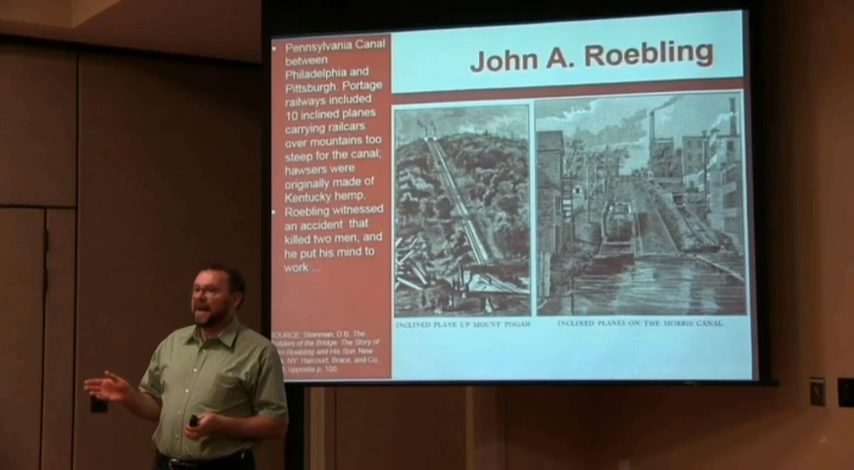 John A. Roebling
• Pennsylvania Canal
between
Philadelphia and
Pittsburgh. Portage
railways included
10 inclined planes
carrying railcars
over mountains too
steep for the canal;
hawsers were
originally made of
Kentucky hemp.
• Roebling witnessed
an accident that
killed two men, and
he put his mind to
work ...
SOURCE: Steinman, D.B. The
Builders of the Bridge: The Story of
Roebling and His Son. New
NY: Harcourt, Brace, and Co.,
opposite p. 100.
INCLINED PLANE UP MOUNT PISGAH
INCLINED PLANES ON THE MORRIS CANAL